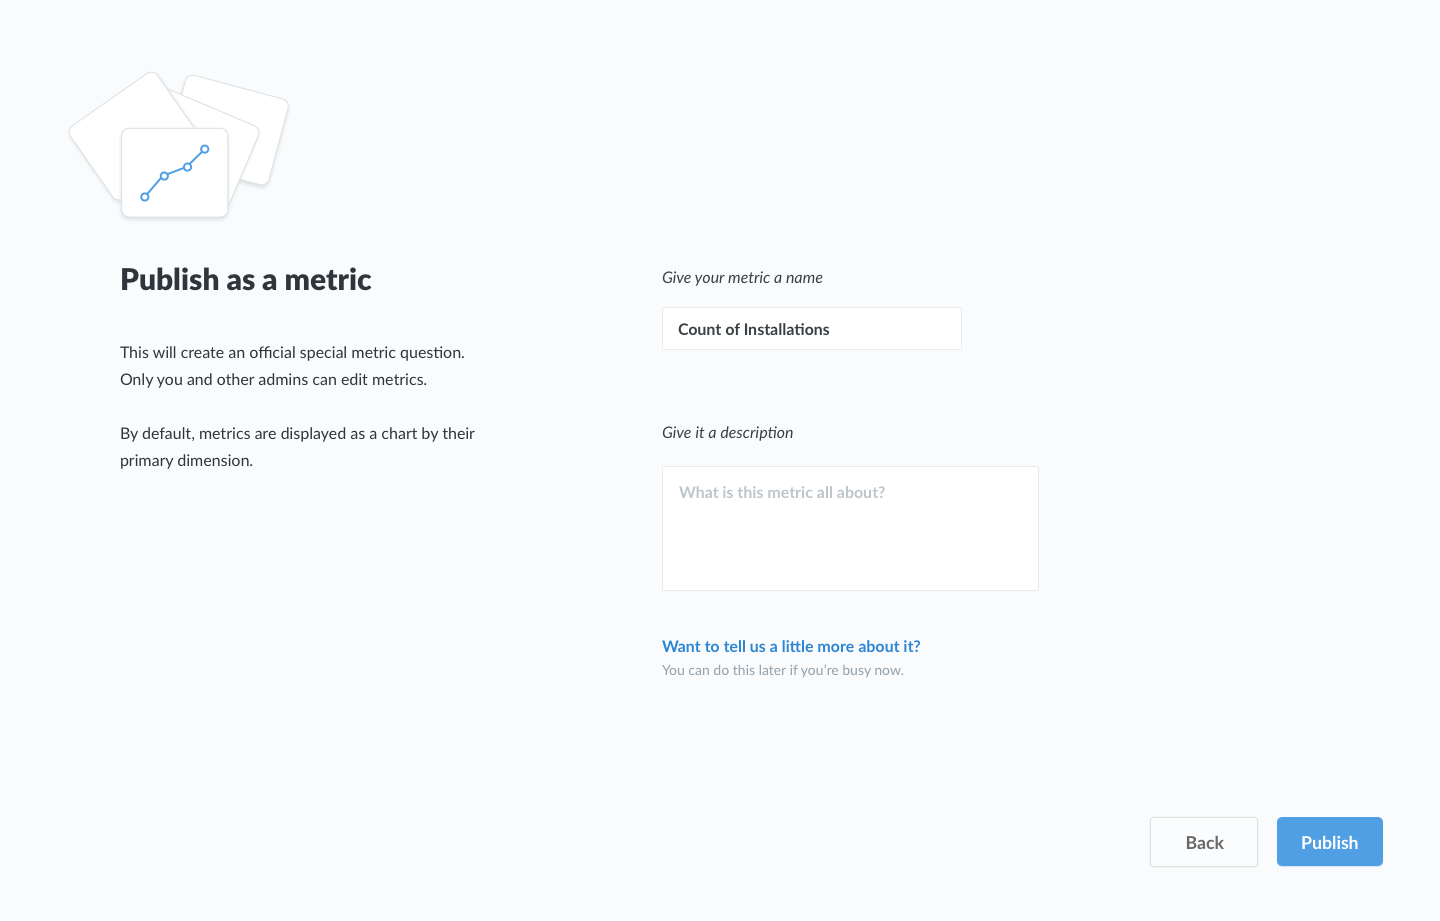 Publish as a metric
This will create an official special metric question.
Only you and other admins can edit metrics.
By default, metrics are displayed as a chart by their
primary dimension.
Give your metric a name
Count of Installations
Give it a description
What is this metric all about?
Want to tell us a little more about it?
You can do this later if you’re busy now.
Back
Publish